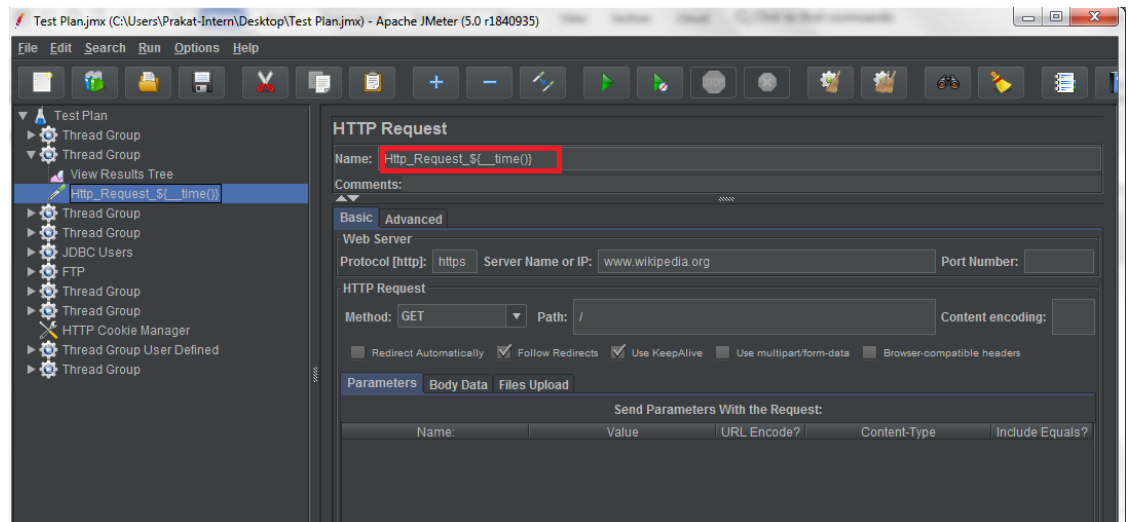 Test Plan.jmx (C:\Users\Prakat-Intern\Desktop\Test Plan.jmx) - Apache JMeter (5.0 r1840935)
File Edit Search Run Options Help
Test Plan
Thread Group
Thread Group
View Results Tree
Http_Request_${__time()}
Thread Group
Thread Group
JDBC Users
FTP
Thread Group
Thread Group
HTTP Cookie Manager
Thread Group User Defined
Thread Group
HTTP Request
Name: Http_Request_${__time()}
Comments:
Basic Advanced
Web Server
Protocol [http]: https Server Name or IP: www.wikipedia.org Port Number:
HTTP Request
Method: GET Path: / Content encoding:
Redirect Automatically Follow Redirects Use KeepAlive Use multipart/form-data Browser-compatible headers
Parameters Body Data Files Upload
Send Parameters With the Request:
Name: Value URL Encode? Content-Type Include Equals?